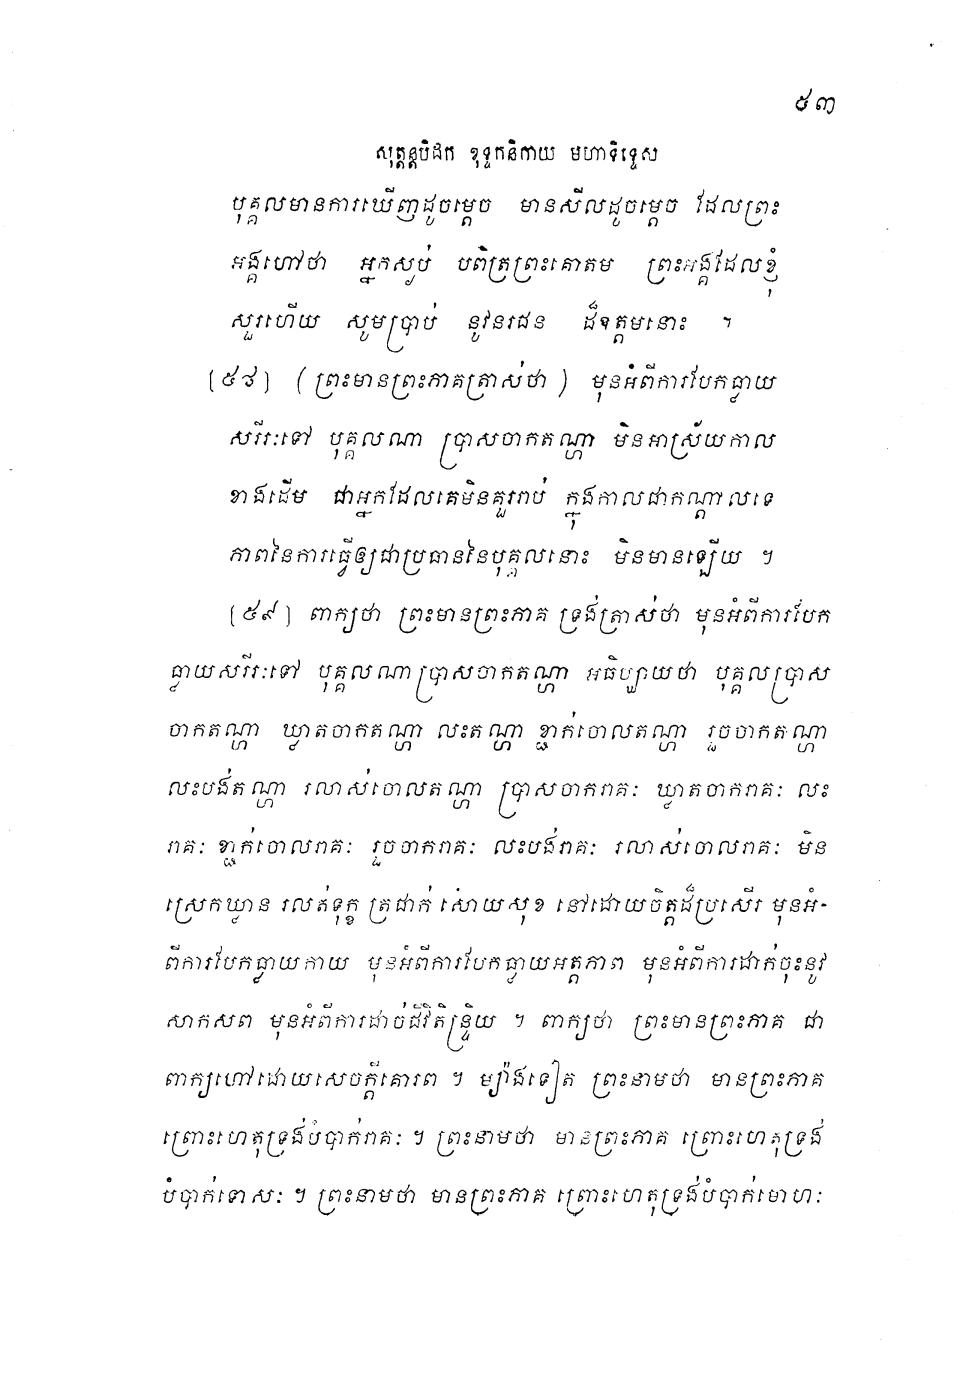 ៥៣
សុត្តន្តបិដក ខុទ្ទកនិកាយ មហានិទ្ទេស
បុគ្គលមានការឃើញដូចម្តេច មានសីលដូចម្តេច ដែលព្រះ
អង្គហៅថា អ្នកស្ងប់ បពិត្រព្រះគោតម ព្រះអង្គដែលខ្ញុំ
សួរហើយ សូមប្រាប់ នូវនរជន ដ៏ឧត្តមនោះ ។
[៥៨] (ព្រះមានព្រះភាគត្រាស់ថា) មុនអំពីការបែកធ្លាយ
សរីរៈទៅ បុគ្គលណា ប្រាសចាកតណ្ហា មិនអាស្រ័យកាល
ខាងដើម ជាអ្នកដែលគេមិនគួររាប់ ក្នុងកាលជាកណ្តាលទេ
ភាពនៃការធ្វើឲ្យជាប្រធាននៃបុគ្គលនោះ មិនមានឡើយ ។
[៥៩] ពាក្យថា ព្រះមានព្រះភាគ ទ្រង់ត្រាស់ថា មុនអំពីការបែក
ធ្លាយសរីរៈទៅ បុគ្គលណាប្រាសចាកតណ្ហា អធិប្បាយថា បុគ្គលប្រាស
ចាកតណ្ហា ឃ្លាតចាកតណ្ហា លះតណ្ហា ខ្ជាក់ចោលតណ្ហា រួចចាកតណ្ហា
លះបង់តណ្ហា រលាស់ចោលតណ្ហា ប្រាសចាករាគៈ ឃ្លាតចាករាគៈ លះ
រាគៈ ខ្ជាក់ចោលរាគៈ រួចចាករាគៈ លះបង់រាគៈ រលាស់ចោលរាគៈ មិន
ស្រេកឃ្លាន រលត់ទុក្ខ ត្រជាក់ សោយសុខ នៅដោយចិត្តដ៏ប្រសើរ មុនអំ-
ពីការបែកធ្លាយកាយ មុនអំពីការបែកធ្លាយអត្តភាព មុនអំពីការដាក់ចុះនូវ
សាកសព មុនអំពីការដាច់ជីវិតិន្ទ្រិយ ។ ពាក្យថា ព្រះមានព្រះភាគ ជា
ពាក្យហៅដោយសេចក្តីគោរព ។ ម្យ៉ាងទៀត ព្រះនាមថា មានព្រះភាគ
ព្រោះហេតុទ្រង់បំបាក់រាគៈ ។ ព្រះនាមថា មានព្រះភាគ ព្រោះហេតុទ្រង់
បំបាក់ទោសៈ ។ ព្រះនាមថា មានព្រះភាគ ព្រោះហេតុទ្រង់បំបាក់មោហៈ